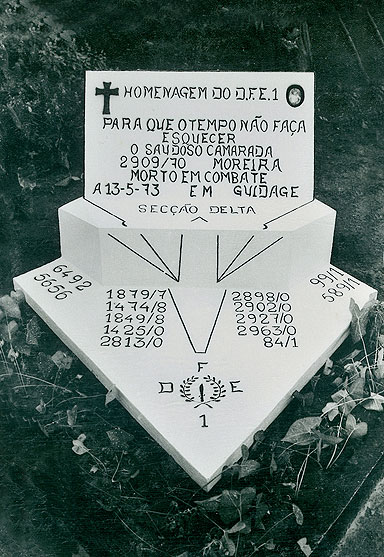 HOMENAGEM DO D.F.E.1
PARA QUE O TEMPO NÃO FAÇA
ESQUECER
O SAUDOSO CAMARADA
2909/70 MOREIRA
MORTO EM COMBATE
A 13-5-73 EM GUIDAGE
SECÇÃO DELTA
6492
5656
1879/7
1474/8
1849/8
1425/0
2813/0
2898/0
2902/0
2927/0
2963/0
84/1
99/1
589/1
F
D E
1